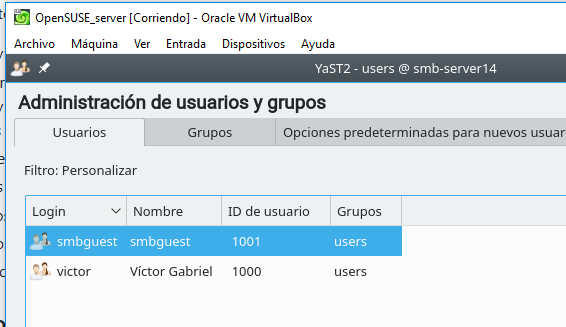 OpenSUSE_server [Corriendo] - Oracle VM VirtualBox
Archivo Máquina Ver Entrada Dispositivos Ayuda
YaST2 - users @ smb-server14
Administración de usuarios y grupos
Usuarios Grupos Opciones predeterminadas para nuevos usuar
Filtro: Personalizar
Login Nombre ID de usuario Grupos
smbguest smbguest 1001 users
victor Víctor Gabriel 1000 users